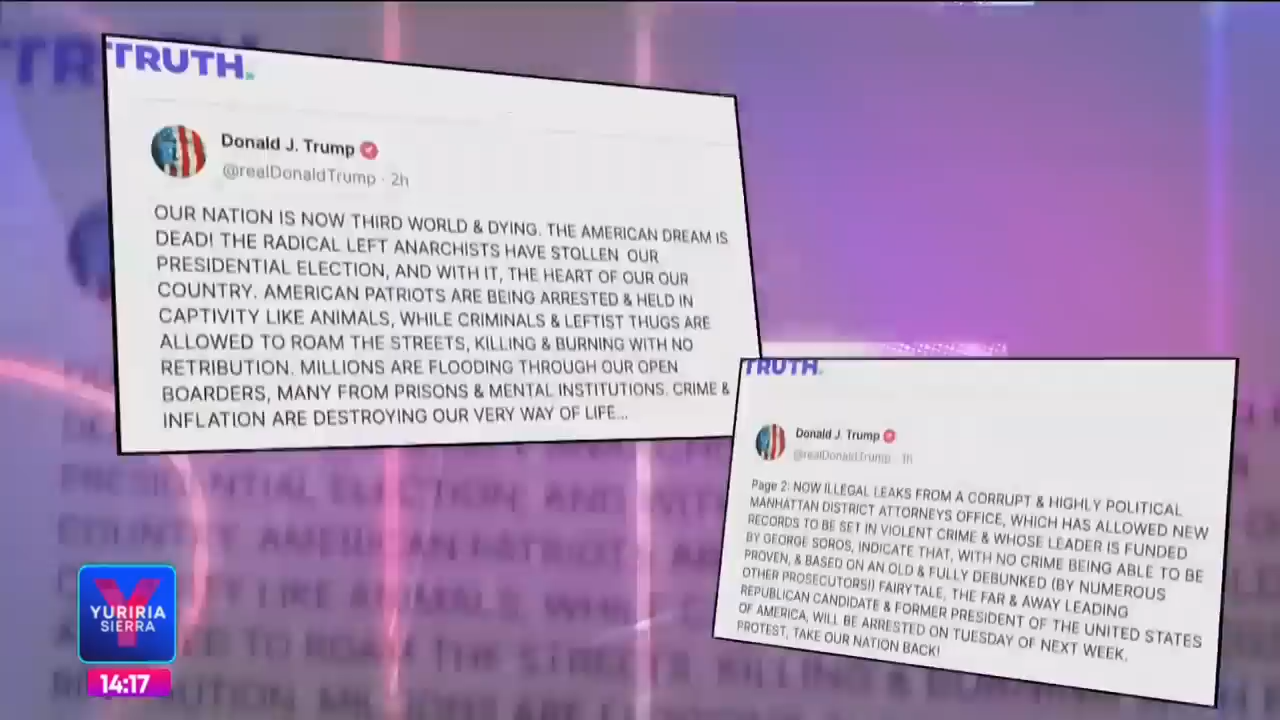 TRUTH.
Donald J. Trump
@realDonaldTrump · 2h
OUR NATION IS NOW THIRD WORLD & DYING. THE AMERICAN DREAM IS
DEAD! THE RADICAL LEFT ANARCHISTS HAVE STOLLEN OUR
PRESIDENTIAL ELECTION, AND WITH IT, THE HEART OF OUR OUR
COUNTRY. AMERICAN PATRIOTS ARE BEING ARRESTED & HELD IN
CAPTIVITY LIKE ANIMALS, WHILE CRIMINALS & LEFTIST THUGS ARE
ALLOWED TO ROAM THE STREETS, KILLING & BURNING WITH NO
RETRIBUTION. MILLIONS ARE FLOODING THROUGH OUR OPEN
BOARDERS, MANY FROM PRISONS & MENTAL INSTITUTIONS. CRIME &
INFLATION ARE DESTROYING OUR VERY WAY OF LIFE...
TRUTH.
Donald J. Trump
@realDonaldTrump · 1h
Page 2: NOW ILLEGAL LEAKS FROM A CORRUPT & HIGHLY POLITICAL
MANHATTAN DISTRICT ATTORNEYS OFFICE, WHICH HAS ALLOWED NEW
RECORDS TO BE SET IN VIOLENT CRIME & WHOSE LEADER IS FUNDED
BY GEORGE SOROS, INDICATE THAT, WITH NO CRIME BEING ABLE TO BE
PROVEN, & BASED ON AN OLD & FULLY DEBUNKED (BY NUMEROUS
OTHER PROSECUTORS!) FAIRYTALE, THE FAR & AWAY LEADING
REPUBLICAN CANDIDATE & FORMER PRESIDENT OF THE UNITED STATES
OF AMERICA, WILL BE ARRESTED ON TUESDAY OF NEXT WEEK.
PROTEST, TAKE OUR NATION BACK!
YURIRIA
SIERRA
14:17